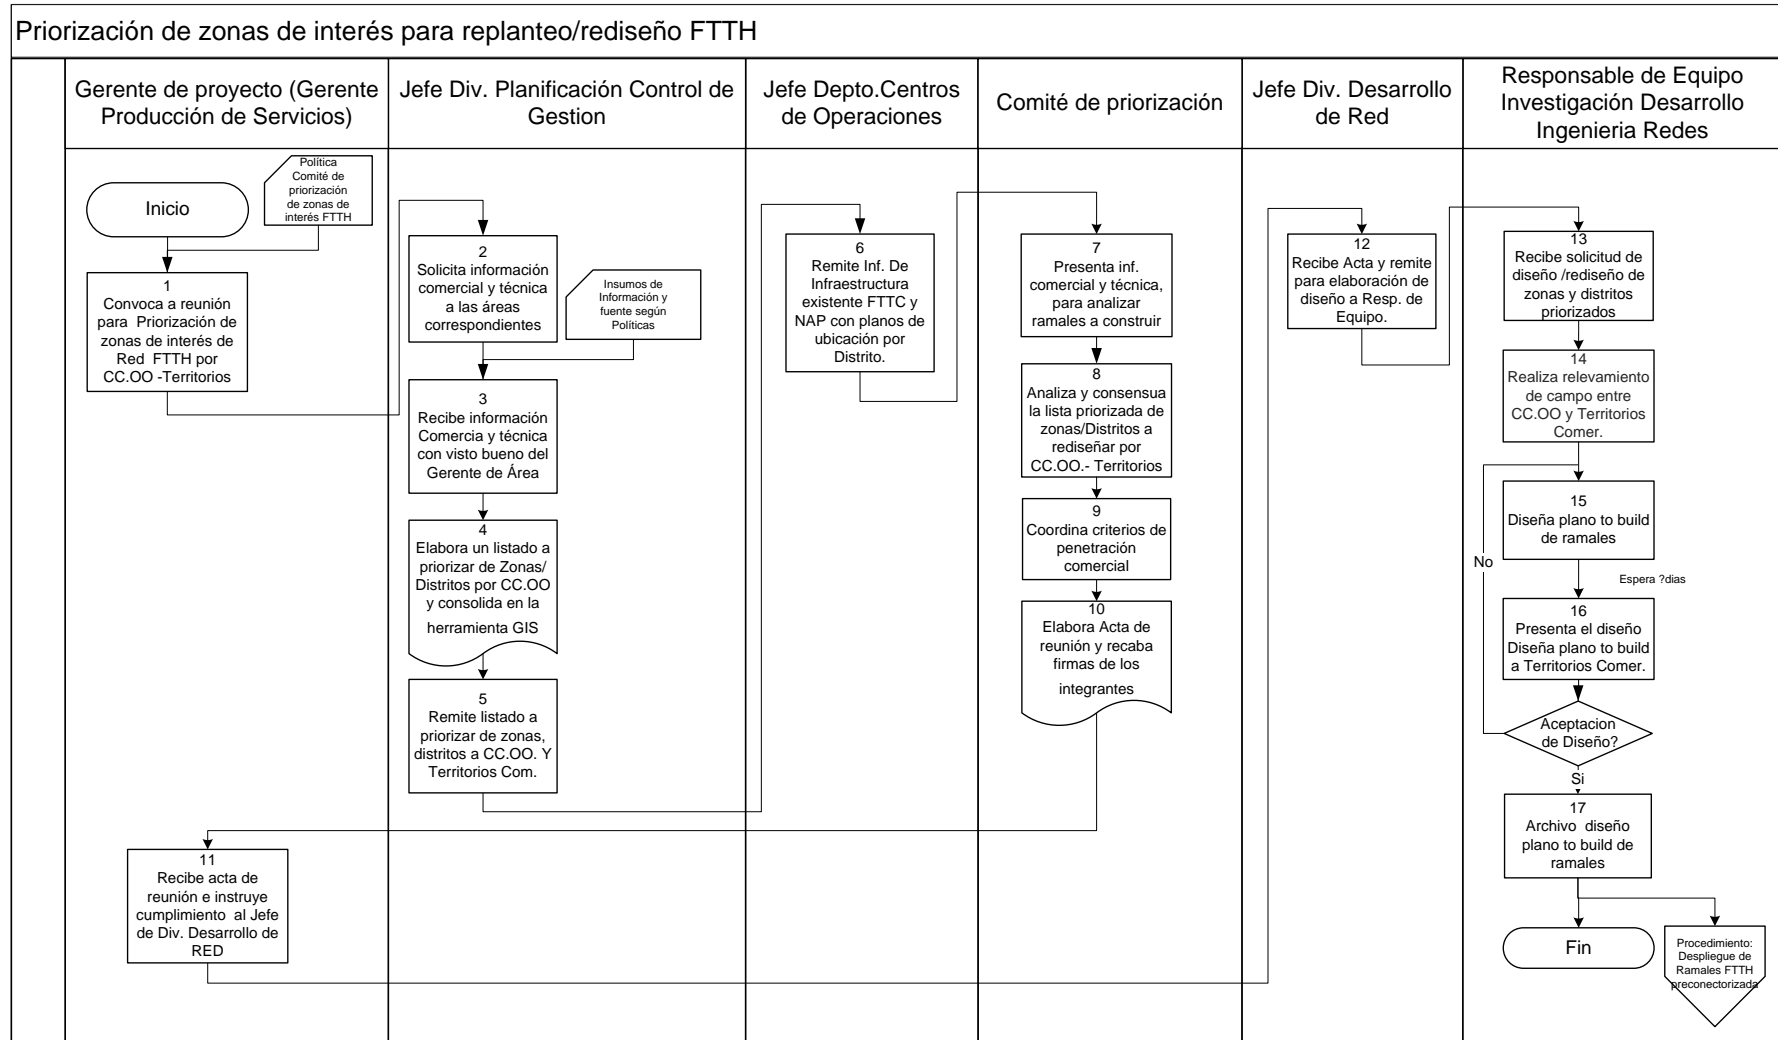 Priorización de zonas de interés para replanteo/rediseño FTTH
Gerente de proyecto (Gerente
Producción de Servicios)
Jefe Div. Planificación Control de
Gestion
Jefe Depto.Centros
de Operaciones
Comité de priorización
Jefe Div. Desarrollo
de Red
Responsable de Equipo
Investigación Desarrollo
Ingenieria Redes
Política
Comité de
priorización
de zonas de
interés FTTH
Inicio
1
Convoca a reunión
para Priorización de
zonas de interés de
Red FTTH por
CC.OO -Territorios
2
Solicita información
comercial y técnica
a las áreas
correspondientes
Insumos de
Información y
fuente según
Políticas
3
Recibe información
Comercia y técnica
con visto bueno del
Gerente de Área
4
Elabora un listado a
priorizar de Zonas/
Distritos por CC.OO
y consolida en la
herramienta GIS
5
Remite listado a
priorizar de zonas,
distritos a CC.OO. Y
Territorios Com.
6
Remite Inf. De
Infraestructura
existente FTTC y
NAP con planos de
ubicación por
Distrito.
7
Presenta inf.
comercial y técnica,
para analizar
ramales a construir
8
Analiza y consensua
la lista priorizada de
zonas/Distritos a
rediseñar por
CC.OO.- Territorios
9
Coordina criterios de
penetración
comercial
10
Elabora Acta de
reunión y recaba
firmas de los
integrantes
11
Recibe acta de
reunión e instruye
cumplimiento al Jefe
de Div. Desarrollo de
RED
12
Recibe Acta y remite
para elaboración de
diseño a Resp. de
Equipo.
13
Recibe solicitud de
diseño /rediseño de
zonas y distritos
priorizados
14
Realiza relevamiento
de campo entre
CC.OO y Territorios
Comer.
15
Diseña plano to build
de ramales
No
Espera ?dias
16
Presenta el diseño
Diseña plano to build
a Territorios Comer.
Aceptacion
de Diseño?
Si
17
Archivo diseño
plano to build de
ramales
Fin
Procedimiento:
Despliegue de
Ramales FTTH
preconectorizada